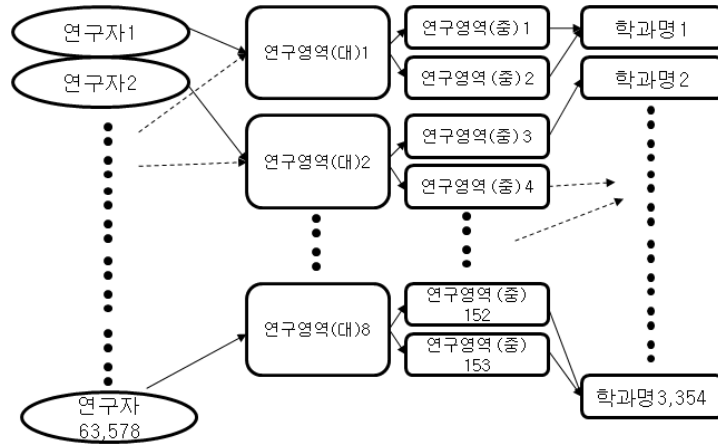 연구자1
연구자2
연구자
63,578
연구영역(대)1
연구영역(대)2
연구영역(대)8
연구영역(중)1
연구영역(중)2
연구영역(중)3
연구영역(중)4
연구영역(중)
152
연구영역(중)
153
학과명1
학과명2
학과명3,354